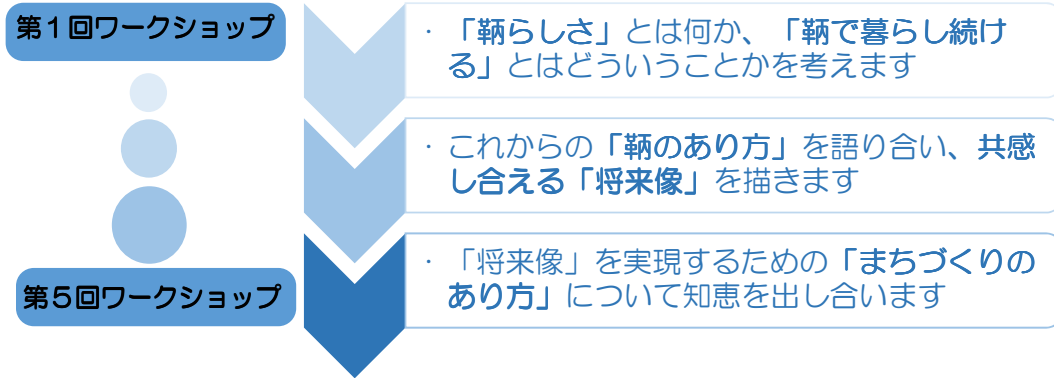 第１回ワークショップ
・「鞆らしさ」とは何か、「鞆で暮らし続け
る」とはどういうことかを考えます
・これからの「鞆のあり方」を語り合い、共感
し合える「将来像」を描きます
・「将来像」を実現するための「まちづくりの
あり方」について知恵を出し合います
第５回ワークショップ